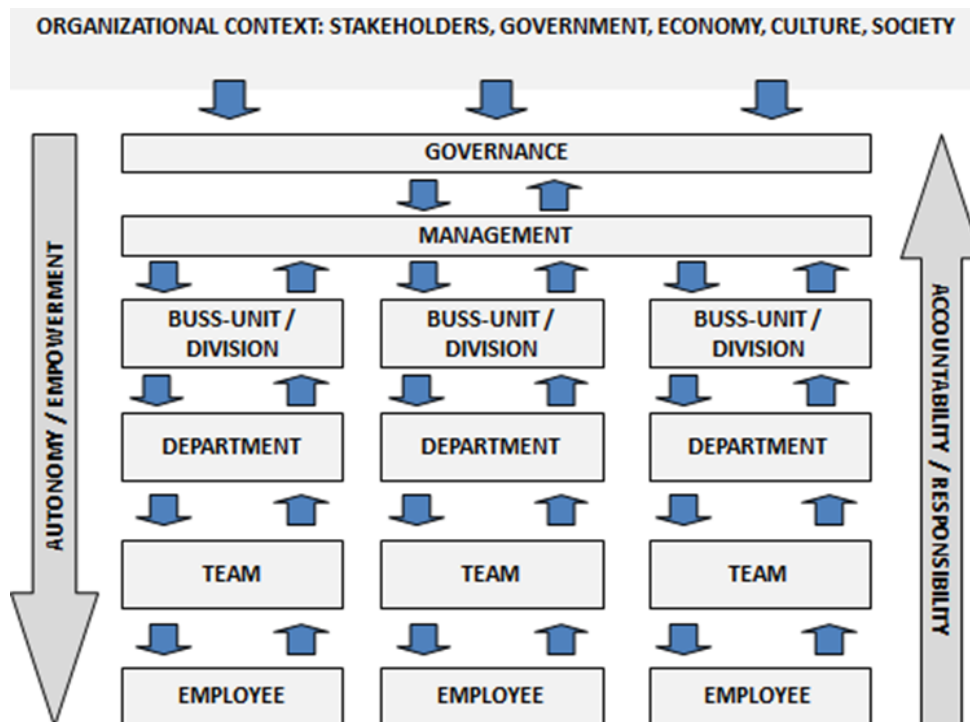 ORGANIZATIONAL CONTEXT: STAKEHOLDERS, GOVERNMENT, ECONOMY, CULTURE, SOCIETY
GOVERNANCE
MANAGEMENT
AUTONOMY / EMPOWERMENT
ACCOUNTABILITY / RESPONSIBILITY
BUSS-UNIT /
DIVISION
BUSS-UNIT /
DIVISION
BUSS-UNIT /
DIVISION
DEPARTMENT
DEPARTMENT
DEPARTMENT
TEAM
TEAM
TEAM
EMPLOYEE
EMPLOYEE
EMPLOYEE